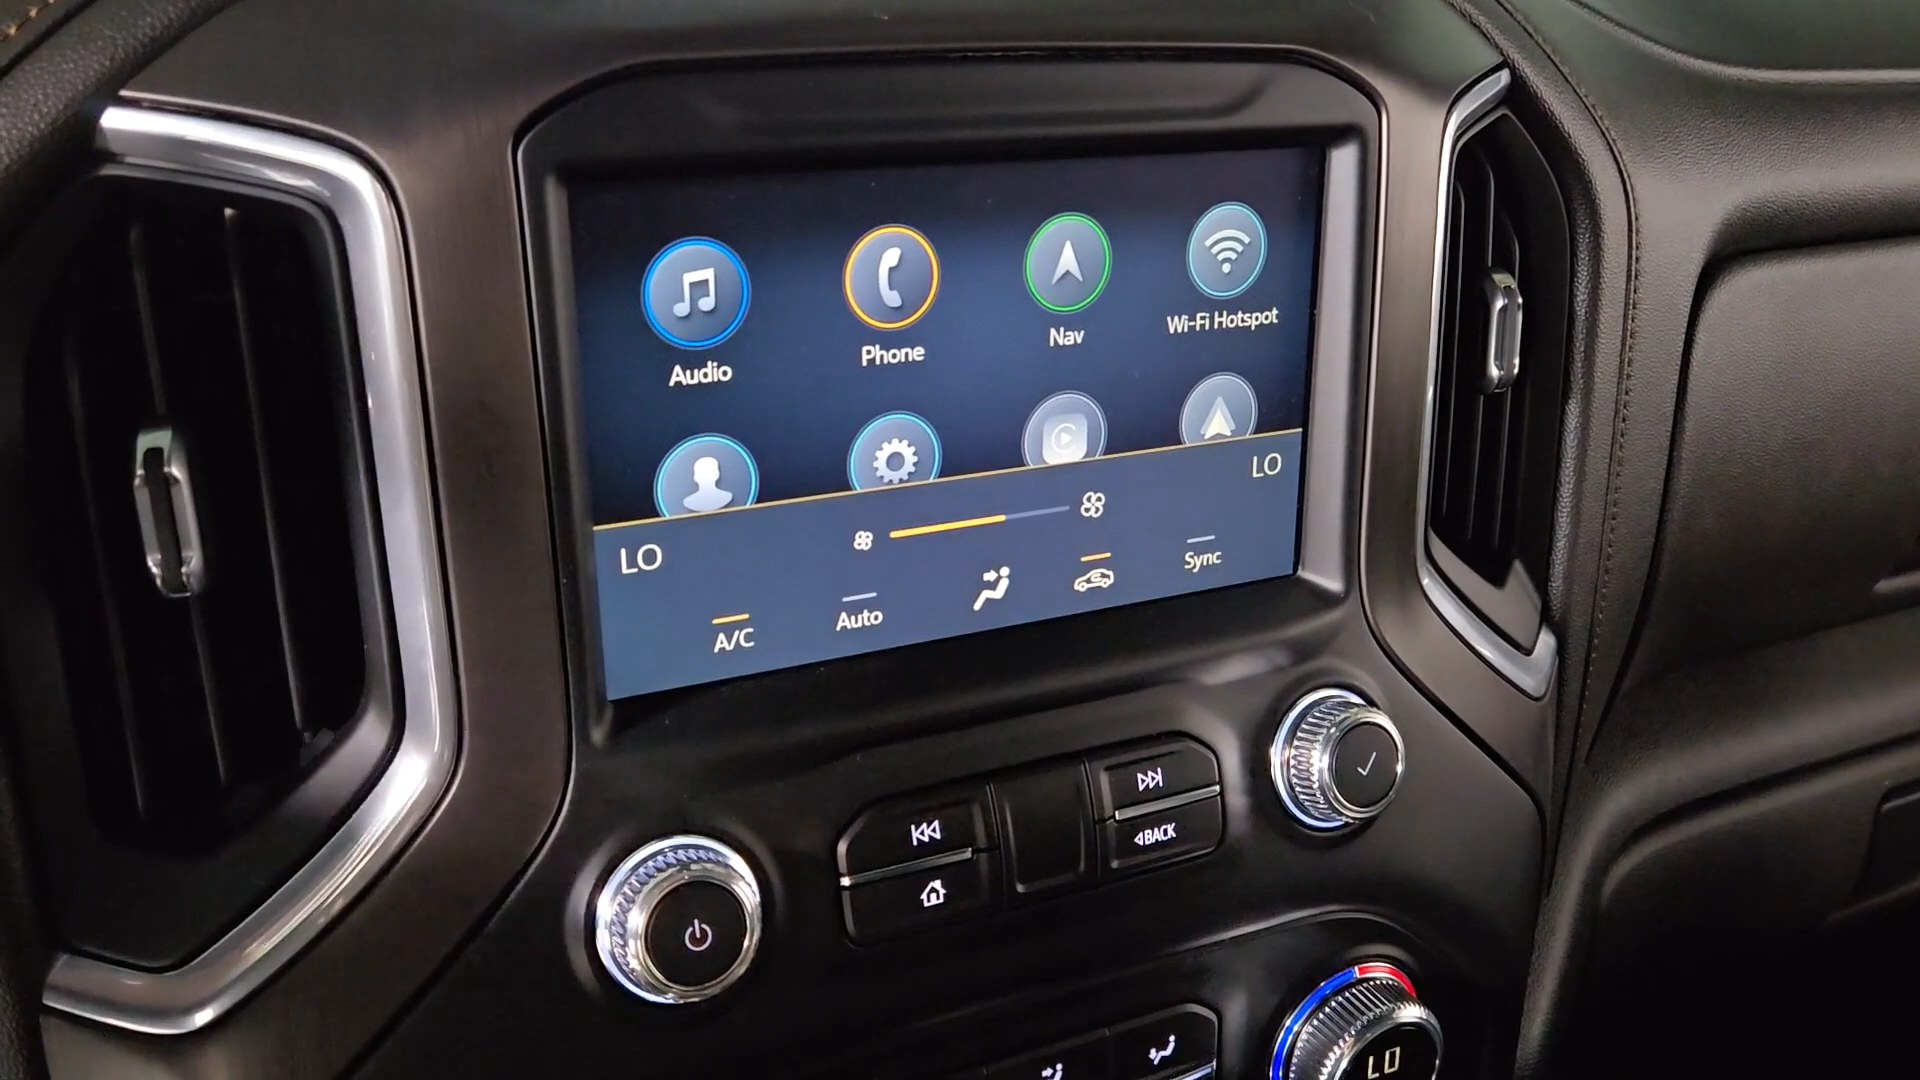 Audio
Phone
Nav
Wi-Fi Hotspot
LO
LO
A/C
Auto
Sync
BACK
LO